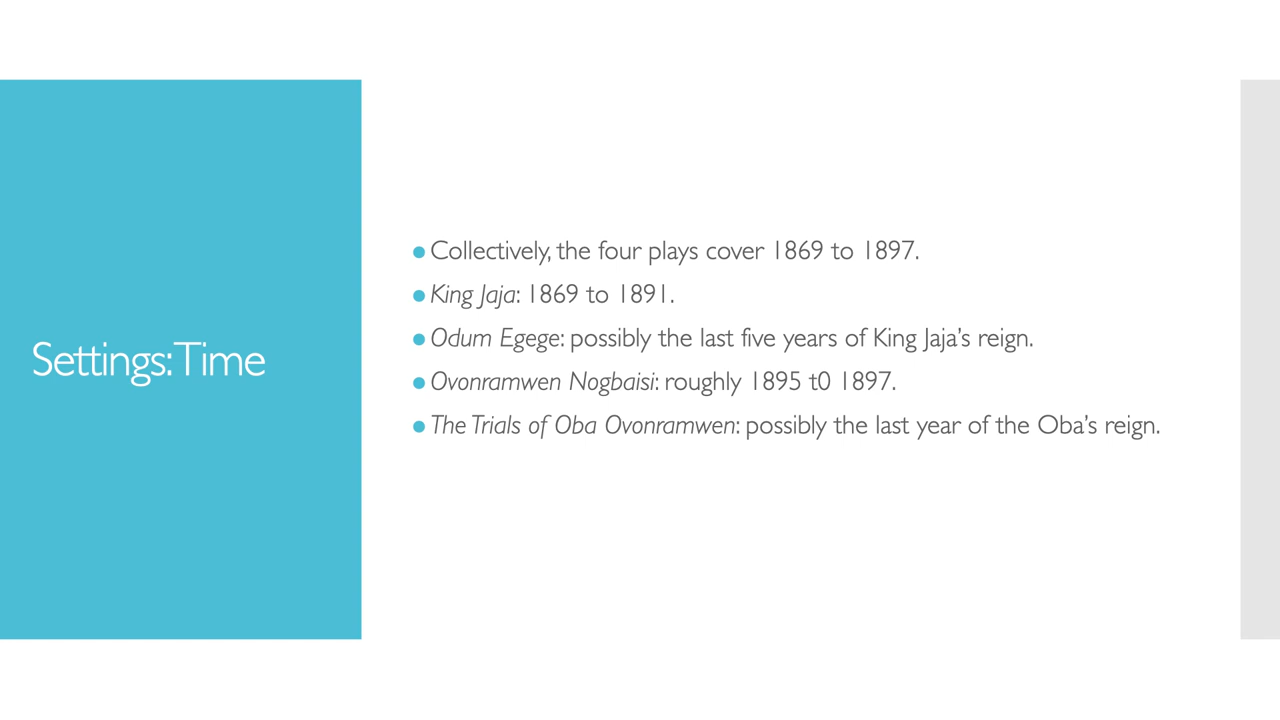 Settings: Time
Collectively, the four plays cover 1869 to 1897.
King Jaja: 1869 to 1891.
Odum Egege: possibly the last five years of King Jaja’s reign.
Ovonramwen Nogbaisi: roughly 1895 t0 1897.
The Trials of Oba Ovonramwen: possibly the last year of the Oba’s reign.